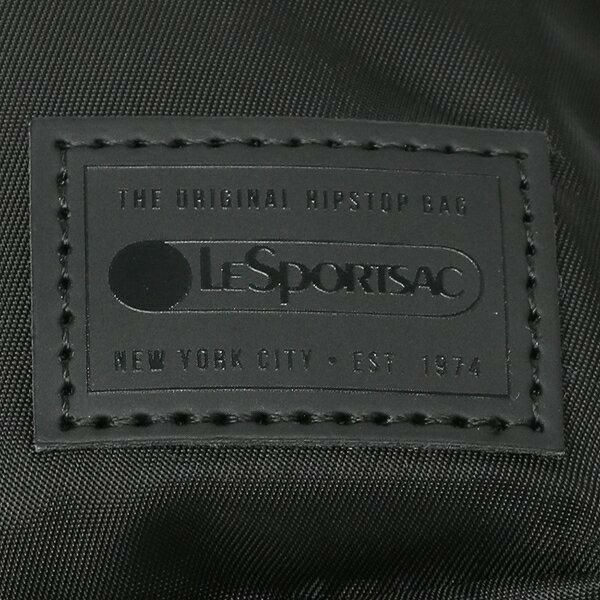 THE ORIGINAL RIPSTOP BAG
LESPORTSAC
NEW YORK CITY • EST 1974